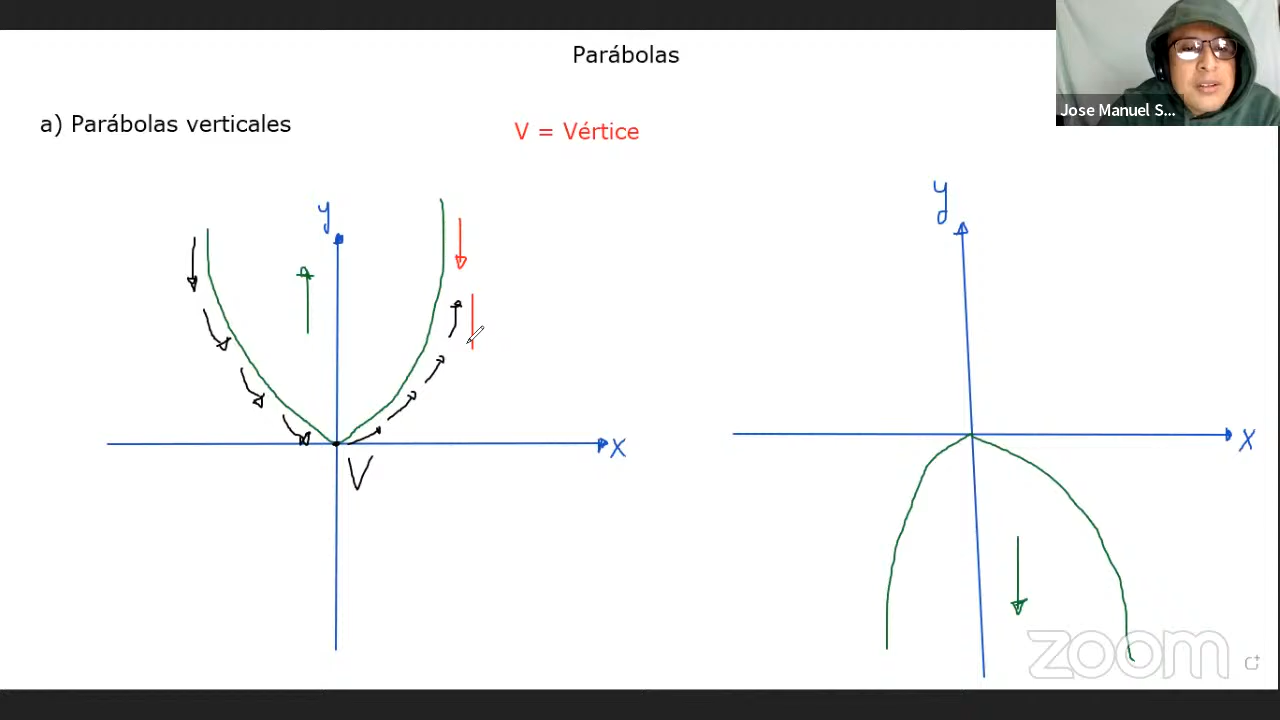 Parábolas
Jose Manuel S...
a) Parábolas verticales
V = Vértice
y
y
x
V
x
zoom